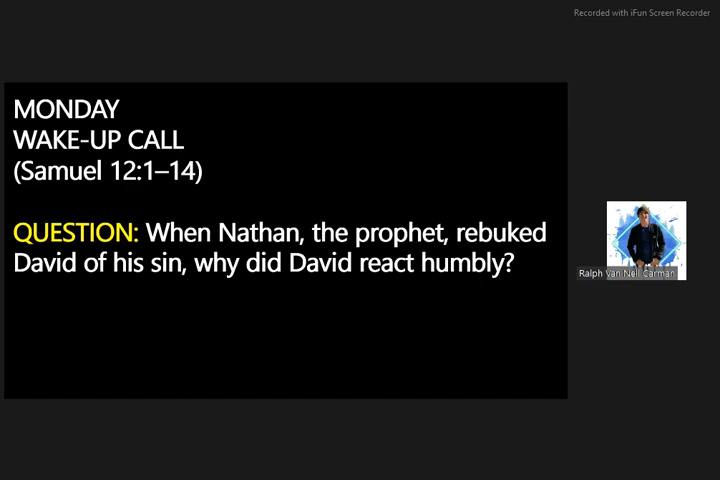 Recorded with iFun Screen Recorder
MONDAY
WAKE-UP CALL
(Samuel 12:1–14)
QUESTION: When Nathan, the prophet, rebuked
David of his sin, why did David react humbly?
Ralph Van Neil Carman